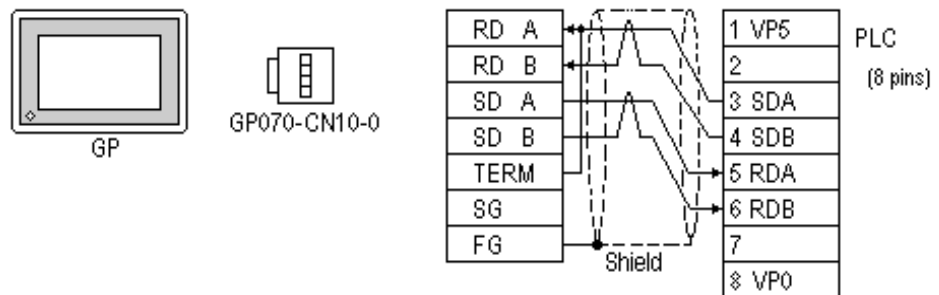 GP
GP070-CN10-0
RD A
RD B
SD A
SD B
TERM
SG
FG
Shield
1 VP5
2
3 SDA
4 SDB
5 RDA
6 RDB
7
8 VP0
PLC
(8 pins)